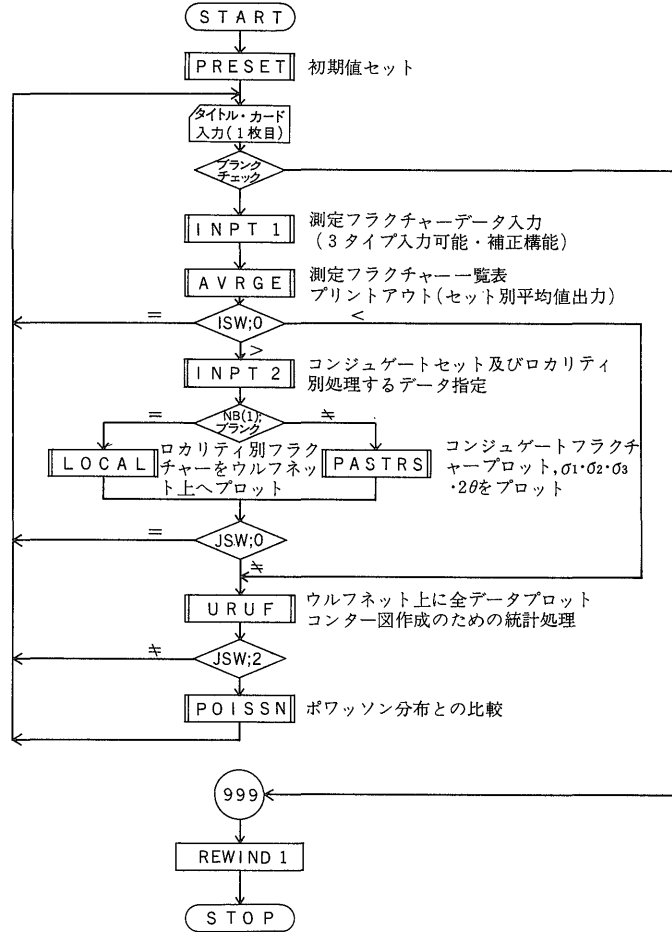 START
PRESET 初期値セット
タイトル・カード
入力(1枚目)
ブランク
チェック
INPT 1 測定フラクチャーデータ入力
(3タイプ入力可能・補正構能)
AVRGE 測定フラクチャー一覧表
プリントアウト(セット別平均値出力)
= ISW;0 <
>
INPT 2 コンジュゲートセット及びロカリティ
別処理するデータ指定
= NB(1); ≠
ブランク
LOCAL ロカリティ別フラク
チャーをウルフネッ
ト上へプロット
PASTRS コンジュゲートフラクチ
ャープロット,σ1・σ2・σ3
・2θをプロット
= JSW;0
≠
URUF ウルフネット上に全データプロット
コンター図作成のための統計処理
≠ JSW;2
POISSN ポワッソン分布との比較
999
REWIND 1
STOP